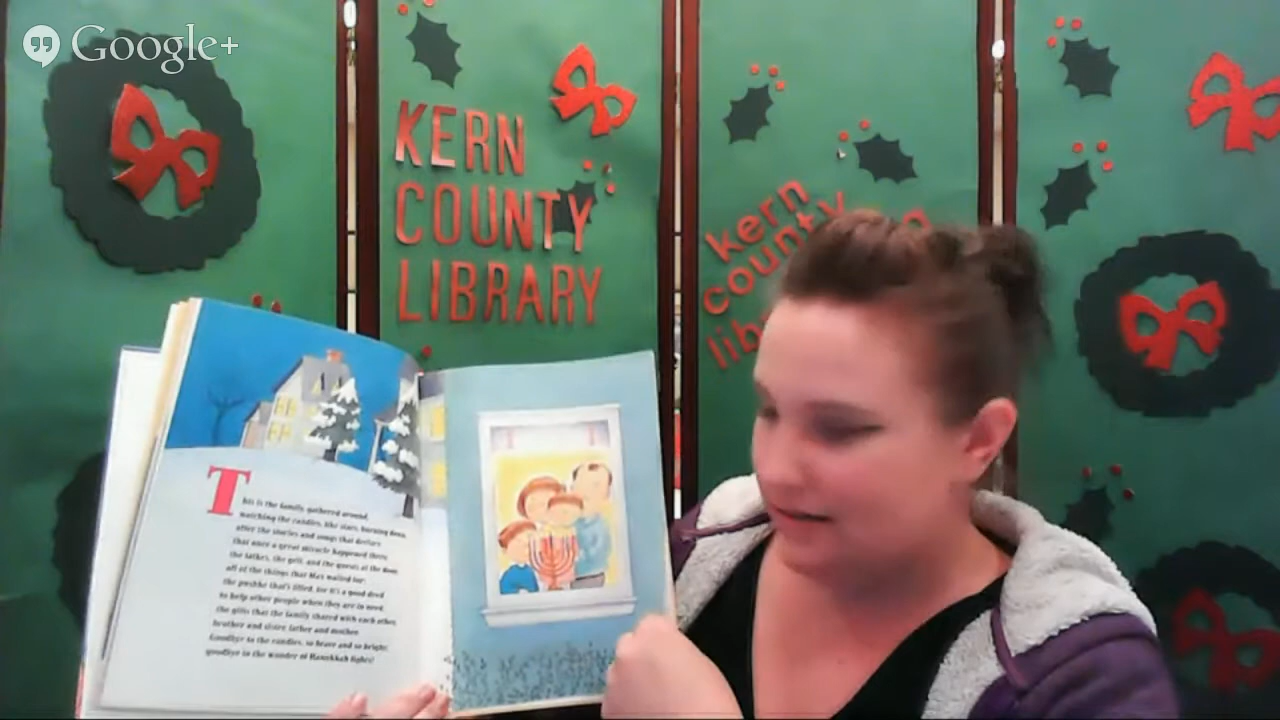 Google+
KERN
COUNTY
LIBRARY
kern
county
This is the family, gathered around,
watching the candles, like stars, burning down,
after the stories and songs that declare
that once a great miracle happened there,
the latkes, the gelt, and the guests at the door,
all of the things that Max waited for:
the pushke that's filled, for it's a good deed
to help other people when they are in need,
the gifts that the family shared with each other,
brother and sister, father and mother.
Goodbye to the candles, so brave and so bright,
goodbye to the wonder of Hanukkah lights!